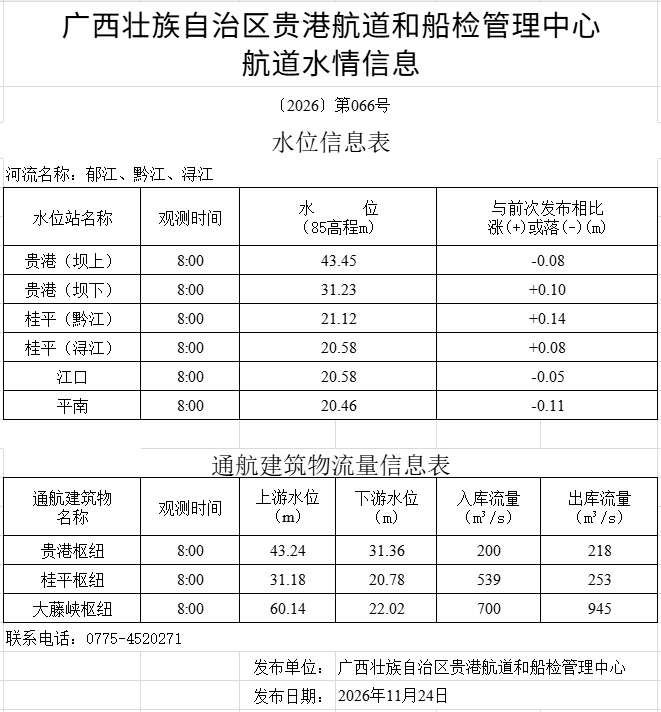 广西壮族自治区贵港航道和船检管理中心
航道水情信息
〔2026〕第066号
水位信息表
河流名称：郁江、黔江、浔江
水位站名称 观测时间 水 位（85高程m） 与前次发布相比涨(+)或落(-)(m)
贵港（坝上） 8:00 43.45 -0.08
贵港（坝下） 8:00 31.23 +0.10
桂平（黔江） 8:00 21.12 +0.14
桂平（浔江） 8:00 20.58 +0.08
江口 8:00 20.58 -0.05
平南 8:00 20.46 -0.11
通航建筑物流量信息表
通航建筑物名称 观测时间 上游水位（m） 下游水位（m） 入库流量（m³/s） 出库流量（m³/s）
贵港枢纽 8:00 43.24 31.36 200 218
桂平枢纽 8:00 31.18 20.78 539 253
大藤峡枢纽 8:00 60.14 22.02 700 945
联系电话：0775-4520271
发布单位：广西壮族自治区贵港航道和船检管理中心
发布日期：2026年11月24日